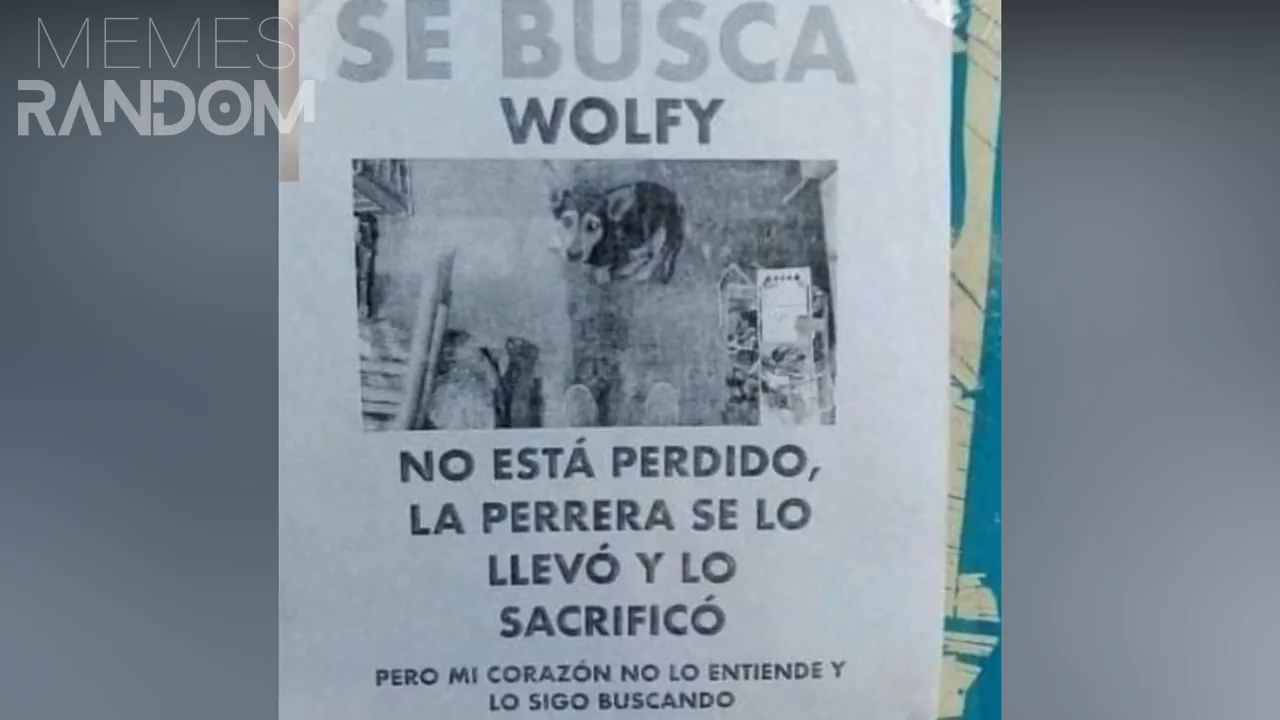 MEMES
RANDOM
SE BUSCA
WOLFY
NO ESTÁ PERDIDO,
LA PERRERA SE LO
LLEVÓ Y LO
SACRIFICÓ
PERO MI CORAZÓN NO LO ENTIENDE Y
LO SIGO BUSCANDO